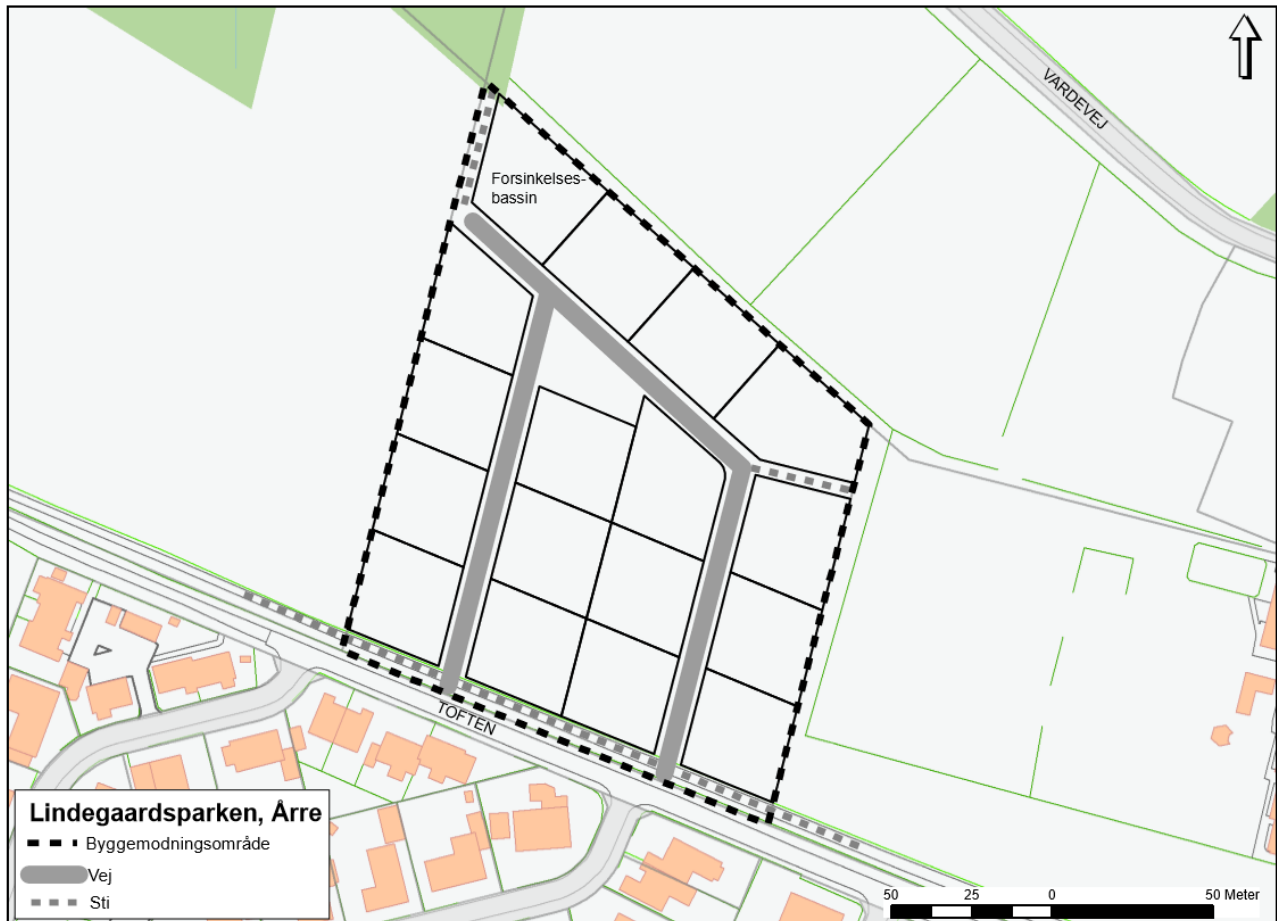 VARDEVEJ
Forsinkelses-
bassin
TOFTEN
Lindegaardsparken, Årre
Byggemodningsområde
Vej
Sti
50 25 0 50 Meter